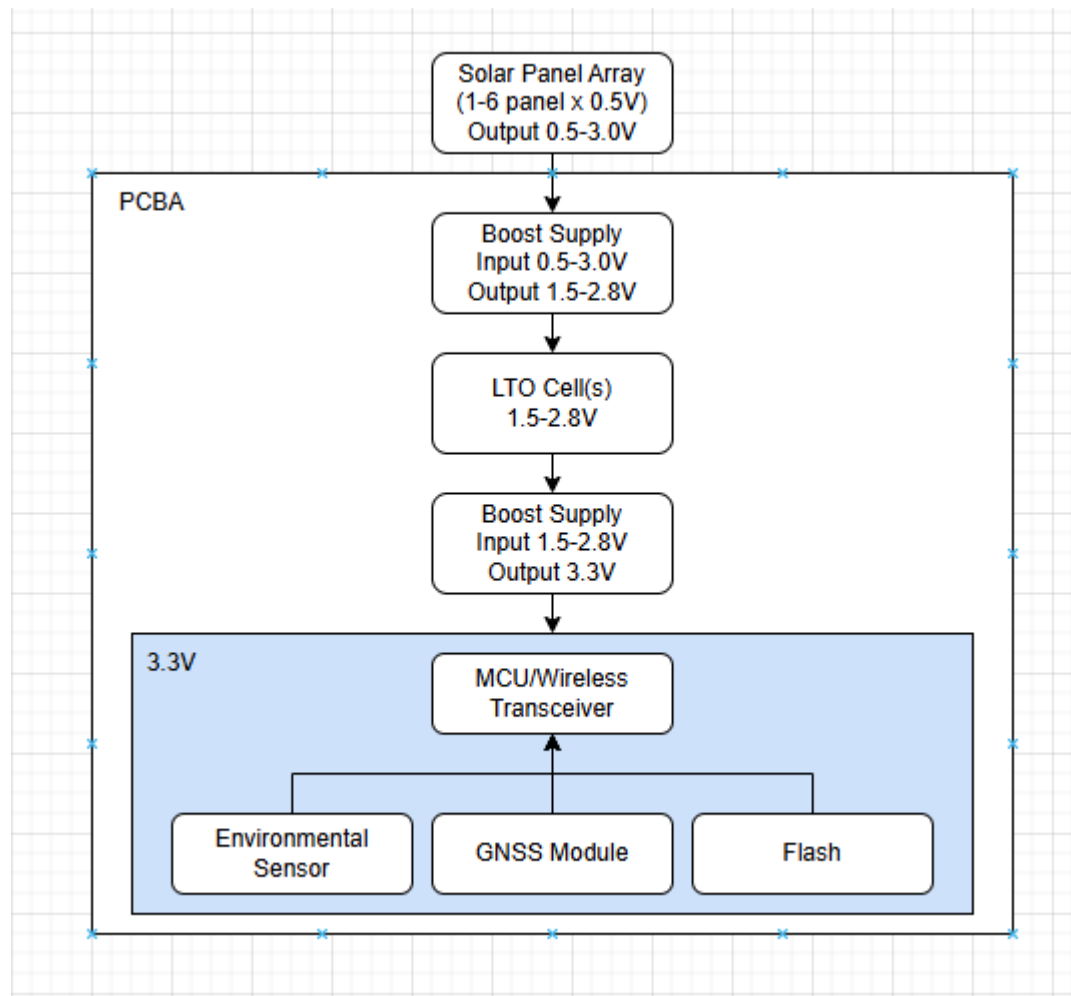 Solar Panel Array
(1-6 panel x 0.5V)
Output 0.5-3.0V
PCBA
Boost Supply
Input 0.5-3.0V
Output 1.5-2.8V
LTO Cell(s)
1.5-2.8V
Boost Supply
Input 1.5-2.8V
Output 3.3V
3.3V
MCU/Wireless
Transceiver
Environmental
Sensor
GNSS Module
Flash